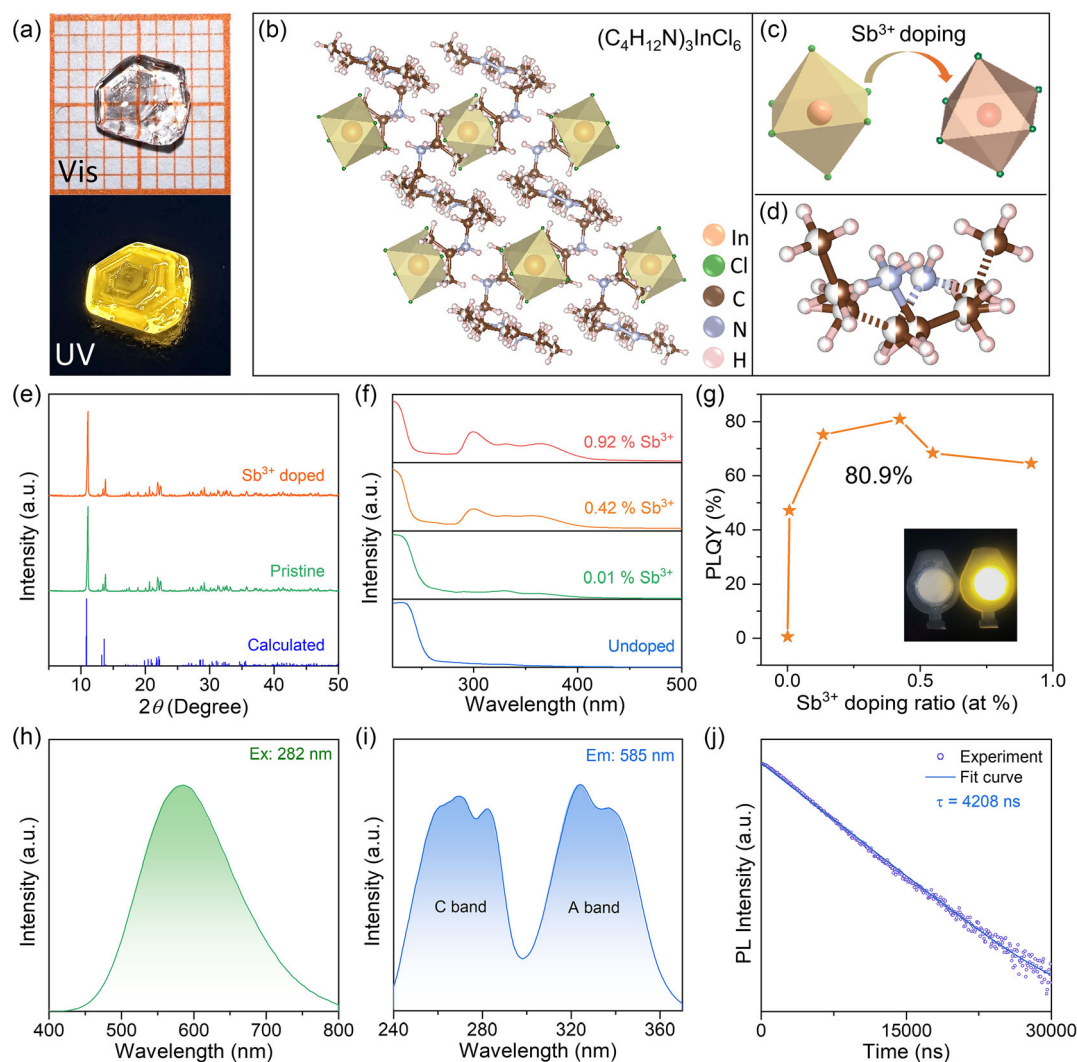 (a)
Vis
UV
(b)
(C₄H₁₂N)₃InCl₆
In
Cl
C
N
H
(c)
Sb³⁺ doping
(d)
(e)
Intensity (a.u.)
Sb³⁺ doped
Pristine
Calculated
10 20 30 40 50
2θ (Degree)
(f)
Intensity (a.u.)
0.92 % Sb³⁺
0.42 % Sb³⁺
0.01 % Sb³⁺
Undoped
300 400 500
Wavelength (nm)
(g)
PLQY (%)
80
60
40
20
0
80.9%
0.0 0.5 1.0
Sb³⁺ doping ratio (at %)
(h)
Intensity (a.u.)
Ex: 282 nm
400 500 600 700 800
Wavelength (nm)
(i)
Intensity (a.u.)
Em: 585 nm
C band
A band
240 280 320 360
Wavelength (nm)
(j)
PL Intensity (a.u.)
Experiment
Fit curve
τ = 4208 ns
0 15000 30000
Time (ns)